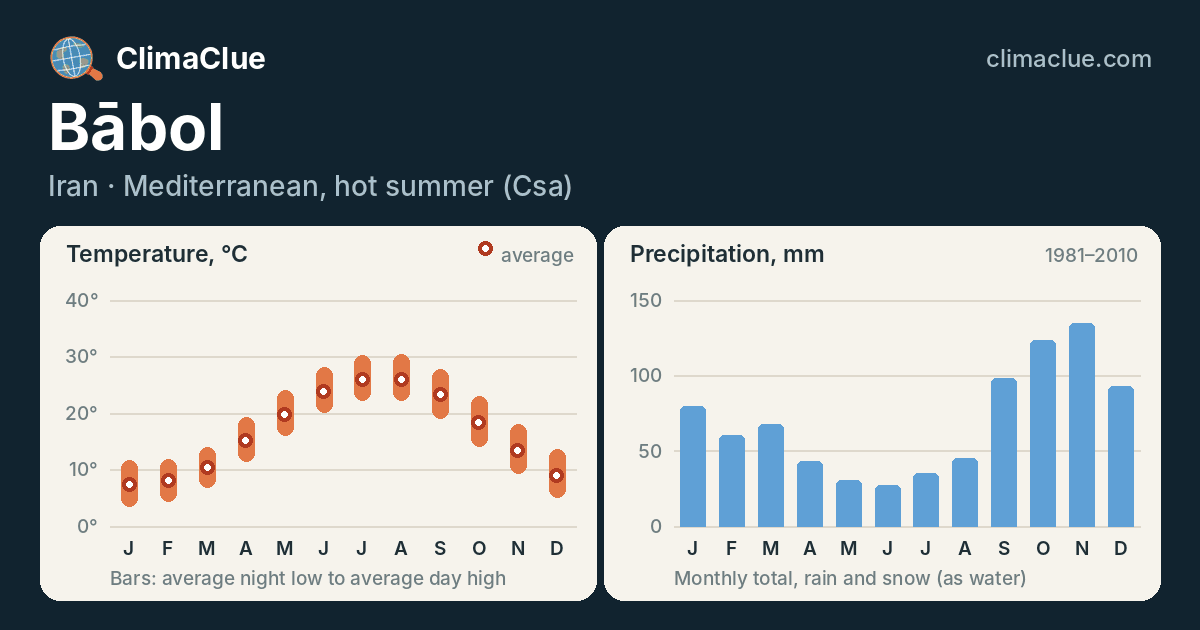 ClimaClue
climaclue.com
Bābol
Iran · Mediterranean, hot summer (Csa)
Temperature, °C
average
40°
30°
20°
10°
0°
J F M A M J J A S O N D
Bars: average night low to average day high
Precipitation, mm
1981–2010
150
100
50
0
J F M A M J J A S O N D
Monthly total, rain and snow (as water)